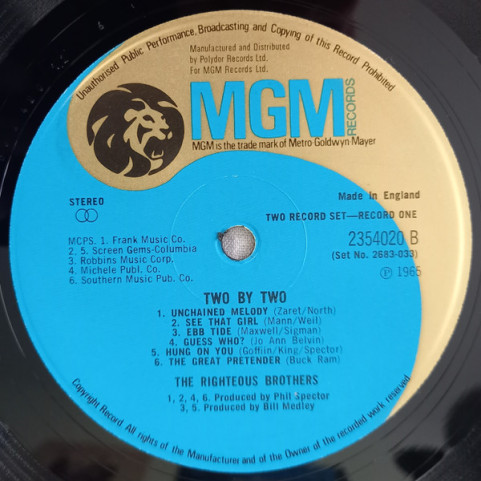 Unauthorised Public Performance, Broadcasting and Copying of this Record Prohibited
Manufactured and Distributed
by Polydor Records Ltd.
For MGM Records Ltd.
MGM
RECORDS
MGM is the trade mark of Metro Goldwyn Mayer
STEREO
Made in England
TWO RECORD SET—RECORD ONE
2354020 B
(Set No. 2683-033)
℗ 1965
MCPS. 1. Frank Music Co.
2, 5. Screen Gems-Columbia
3. Robbins Music Corp.
4. Michele Publ. Co.
6. Southern Music Pub. Co.
TWO BY TWO
1. UNCHAINED MELODY (Zaret/North)
2. SEE THAT GIRL (Mann/Weil)
3. EBB TIDE (Maxwell/Sigman)
4. GUESS WHO? (Jo Ann Belvin)
5. HUNG ON YOU (Goffin/King/Spector)
6. THE GREAT PRETENDER (Buck Ram)
THE RIGHTEOUS BROTHERS
1, 2, 4, 6. Produced by Phil Spector
3, 5. Produced by Bill Medley
Copyright Record. All rights of the Manufacturer and of the Owner of the recorded work reserved